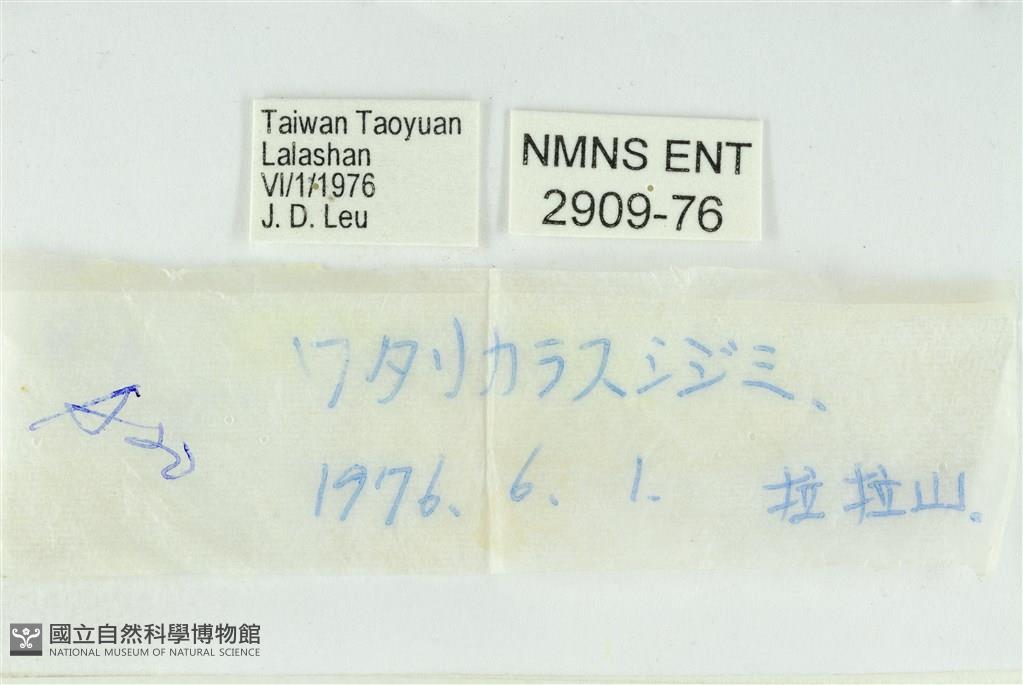 Taiwan Taoyuan
Lalashan
VI/1/1976
J. D. Leu
NMNS ENT
2909-76
ワタリカラスシジミ、
1976. 6. 1. 拉拉山.
國立自然科學博物館
NATIONAL MUSEUM OF NATURAL SCIENCE